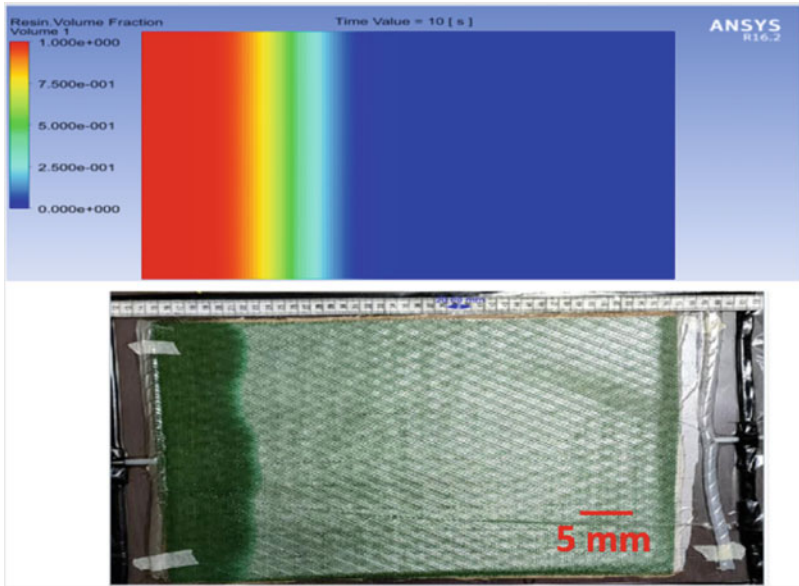 Resin.Volume Fraction
Volume 1
Time Value = 10 [ s ]
ANSYS
R16.2
1.000e+000
7.500e-001
5.000e-001
2.500e-001
0.000e+000
5 mm